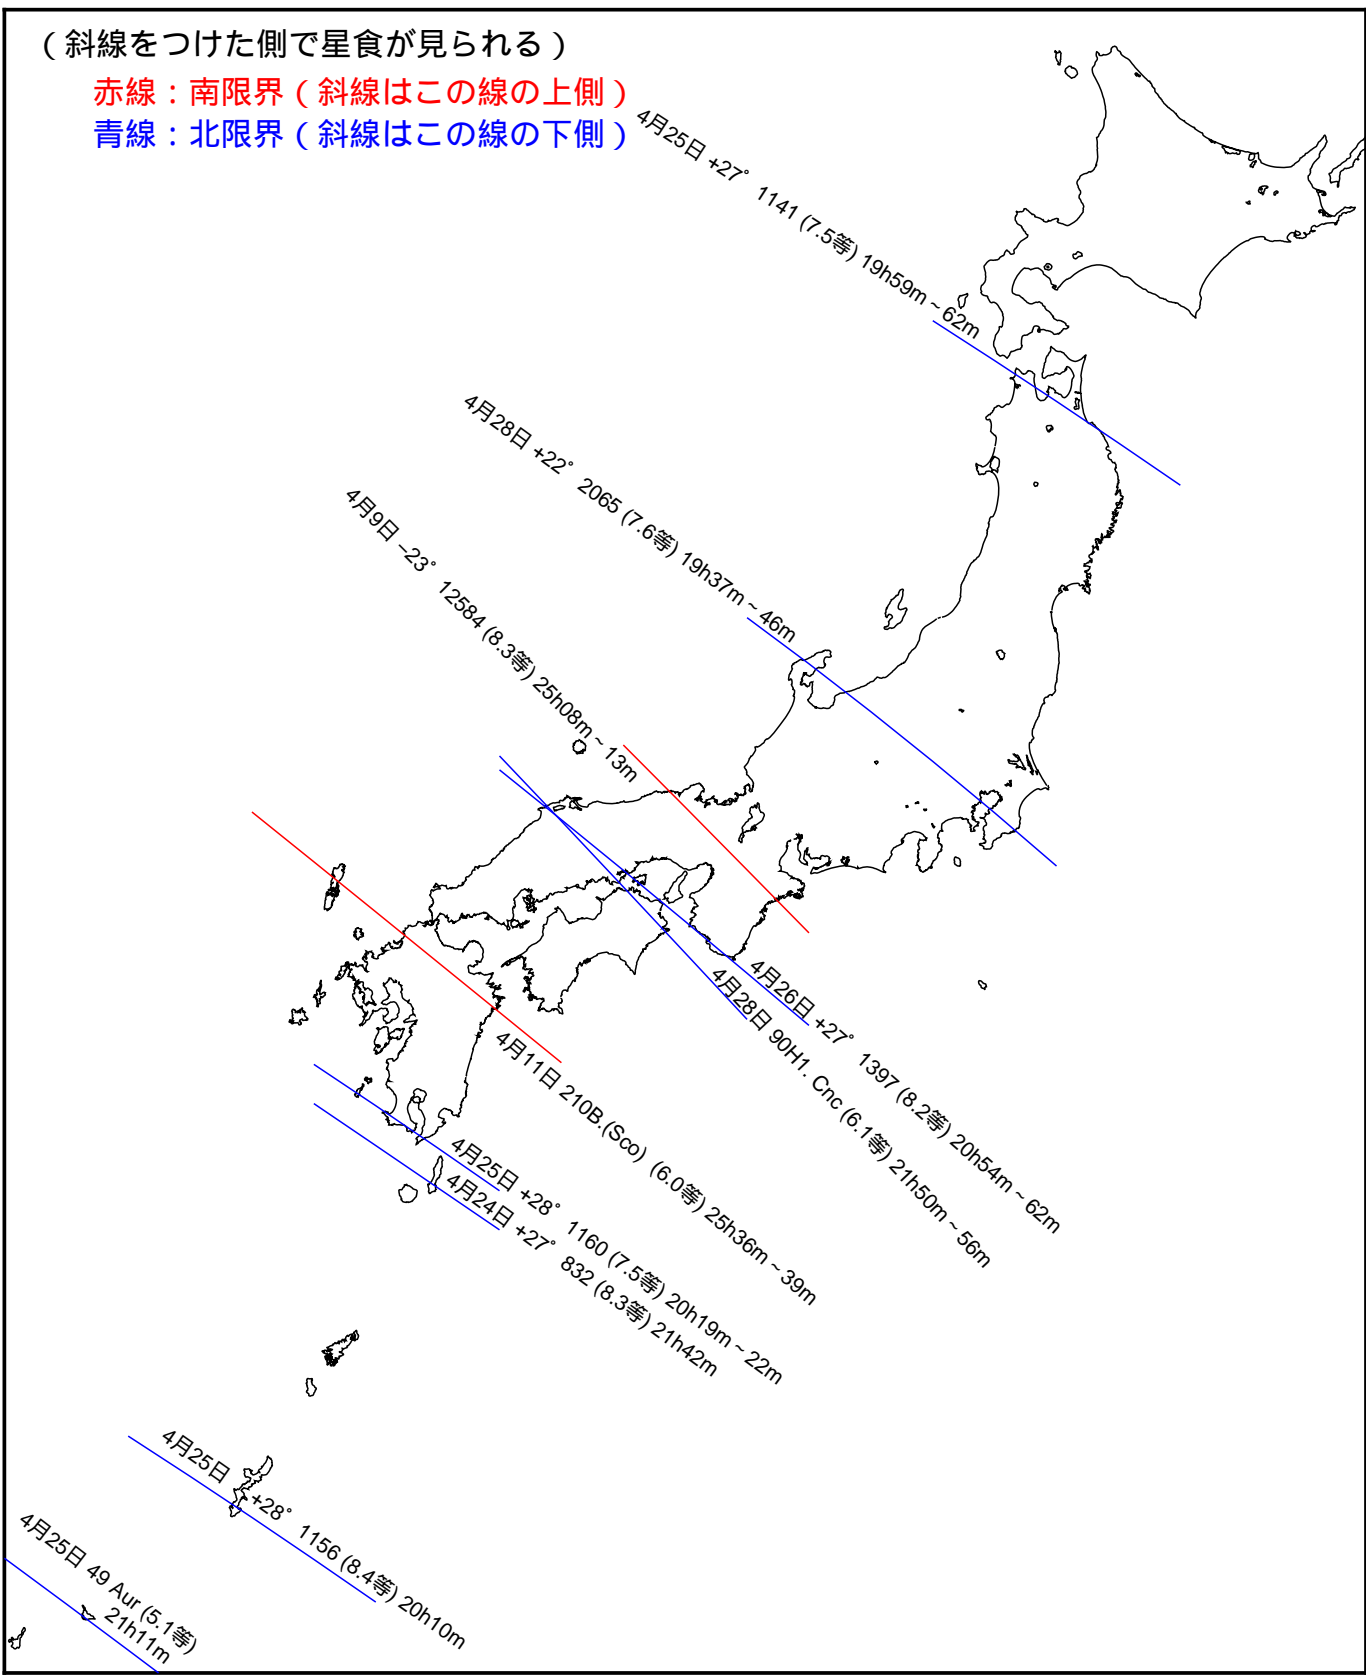 （斜線をつけた側で星食が見られる）
赤線：南限界（斜線はこの線の上側）
青線：北限界（斜線はこの線の下側）
4月25日 +27° 1141 (7.5等) 19h59m ~ 62m
4月28日 +22° 2065 (7.6等) 19h37m ~ 46m
4月9日 −23° 12584 (8.3等) 25h08m ~ 13m
4月26日 +27° 1397 (8.2等) 20h54m ~ 62m
4月28日 90H1. Cnc (6.1等) 21h50m ~ 56m
4月11日 210B.(Sco) (6.0等) 25h36m ~ 39m
4月25日 +28° 1160 (7.5等) 20h19m ~ 22m
4月24日 +27° 832 (8.3等) 21h42m
4月25日 +28° 1156 (8.4等) 20h10m
4月25日 49 Aur (5.1等)
21h11m